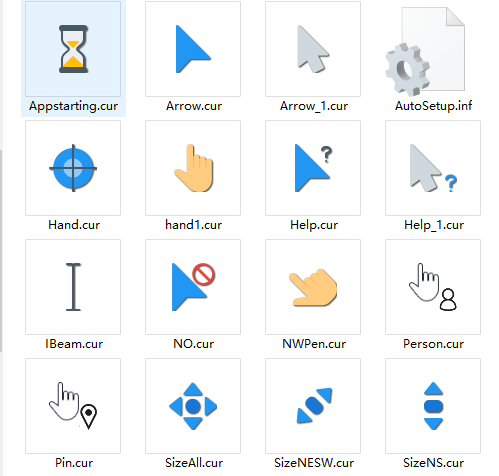 Appstarting.cur
Arrow.cur
Arrow_1.cur
AutoSetup.inf
Hand.cur
hand1.cur
Help.cur
Help_1.cur
IBeam.cur
NO.cur
NWPen.cur
Person.cur
Pin.cur
SizeAll.cur
SizeNESW.cur
SizeNS.cur